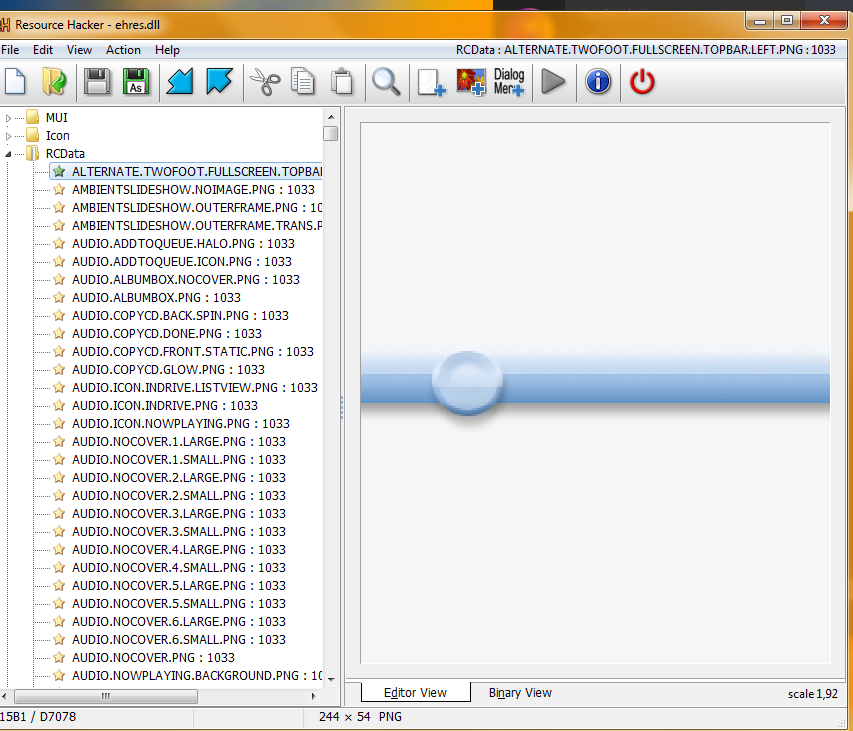 Resource Hacker - ehres.dll
File Edit View Action Help RCData : ALTERNATE.TWOFOOT.FULLSCREEN.TOPBAR.LEFT.PNG : 1033
As Dialog
Menu
MUI
Icon
RCData
ALTERNATE.TWOFOOT.FULLSCREEN.TOPBAR
AMBIENTSLIDESHOW.NOIMAGE.PNG : 1033
AMBIENTSLIDESHOW.OUTERFRAME.PNG : 10
AMBIENTSLIDESHOW.OUTERFRAME.TRANS.P
AUDIO.ADDTOQUEUE.HALO.PNG : 1033
AUDIO.ADDTOQUEUE.ICON.PNG : 1033
AUDIO.ALBUMBOX.NOCOVER.PNG : 1033
AUDIO.ALBUMBOX.PNG : 1033
AUDIO.COPYCD.BACK.SPIN.PNG : 1033
AUDIO.COPYCD.DONE.PNG : 1033
AUDIO.COPYCD.FRONT.STATIC.PNG : 1033
AUDIO.COPYCD.GLOW.PNG : 1033
AUDIO.ICON.INDRIVE.LISTVIEW.PNG : 1033
AUDIO.ICON.INDRIVE.PNG : 1033
AUDIO.ICON.NOWPLAYING.PNG : 1033
AUDIO.NOCOVER.1.LARGE.PNG : 1033
AUDIO.NOCOVER.1.SMALL.PNG : 1033
AUDIO.NOCOVER.2.LARGE.PNG : 1033
AUDIO.NOCOVER.2.SMALL.PNG : 1033
AUDIO.NOCOVER.3.LARGE.PNG : 1033
AUDIO.NOCOVER.3.SMALL.PNG : 1033
AUDIO.NOCOVER.4.LARGE.PNG : 1033
AUDIO.NOCOVER.4.SMALL.PNG : 1033
AUDIO.NOCOVER.5.LARGE.PNG : 1033
AUDIO.NOCOVER.5.SMALL.PNG : 1033
AUDIO.NOCOVER.6.LARGE.PNG : 1033
AUDIO.NOCOVER.6.SMALL.PNG : 1033
AUDIO.NOCOVER.PNG : 1033
AUDIO.NOWPLAYING.BACKGROUND.PNG : 10
Editor View Binary View scale 1,92
15B1 / D7078 244 × 54 PNG